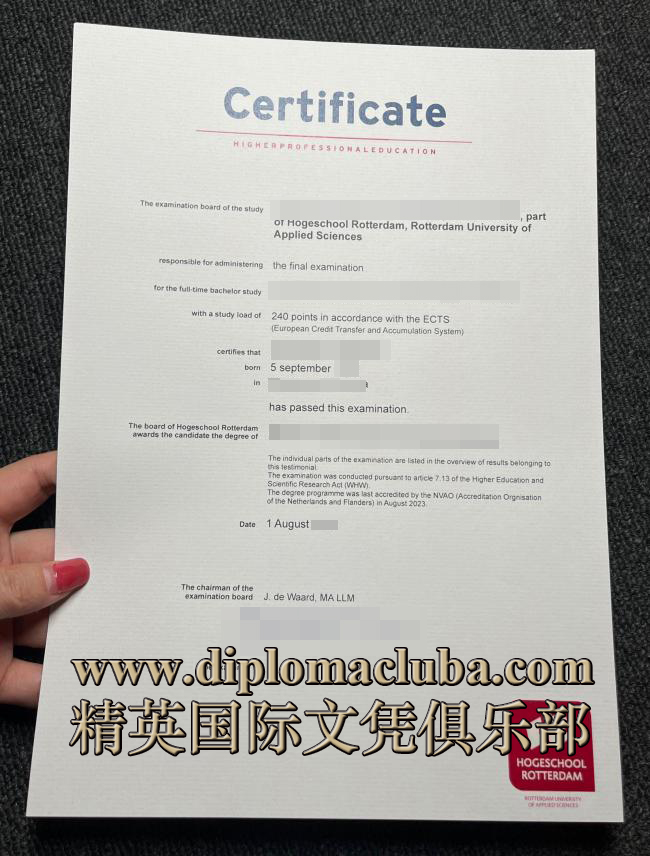 Certificate
HIGHERPROFESSIONALEDUCATION
The examination board of the study
, part
of Hogeschool Rotterdam, Rotterdam University of
Applied Sciences
responsible for administering the final examination
for the full-time bachelor study
with a study load of 240 points in accordance with the ECTS
(European Credit Transfer and Accumulation System)
certifies that
born 5 september
in
has passed this examination.
The board of Hogeschool Rotterdam
awards the candidate the degree of
The individual parts of the examination are listed in the overview of results belonging to
this testimonial.
The examination was conducted pursuant to article 7.13 of the Higher Education and
Scientific Research Act (WHW).
The degree programme was last accredited by the NVAO (Accreditation Orgnisation
of the Netherlands and Flanders) in August 2023.
Date 1 August
The chairman of the
examination board J. de Waard, MA LLM
www.diplomacluba.com
精英国际文凭俱乐部
HOGESCHOOL
ROTTERDAM
ROTTERDAM UNIVERSITY
OF APPLIED SCIENCES